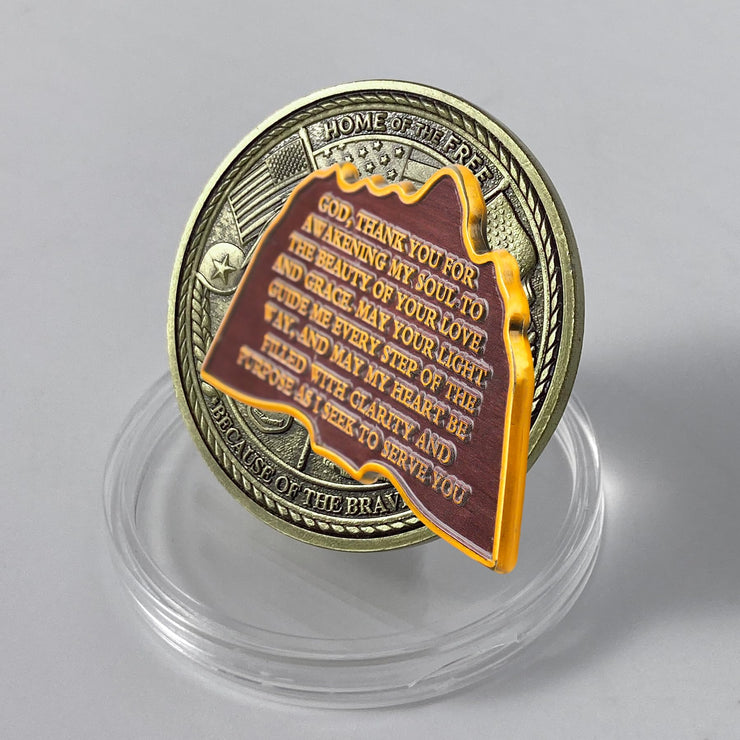 HOME OF THE FREE
GOD, THANK YOU FOR
AWAKENING MY SOUL TO
THE BEAUTY OF YOUR LOVE
AND GRACE. MAY YOUR LIGHT
GUIDE ME EVERY STEP OF THE
WAY, AND MAY MY HEART BE
FILLED WITH CLARITY AND
PURPOSE AS I SEEK TO SERVE YOU
BECAUSE OF THE BRAVE